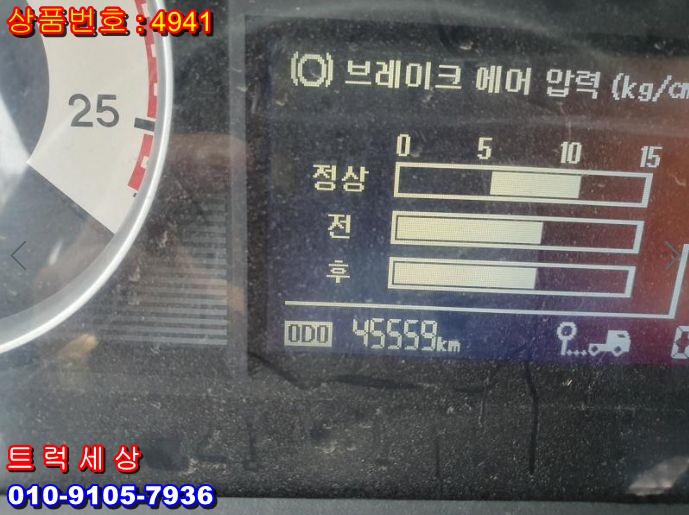 상품번호 : 4941
25
브레이크 에어 압력 (kg/cm
0 5 10 15
정상
전
후
ODO 45559km
트럭세상
010-9105-7936